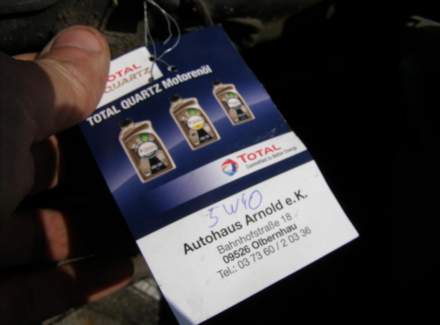 TOTAL
QUARTZ
TOTAL QUARTZ Motorenöl
TOTAL
5W40
Autohaus Arnold e.K.
Bahnhofstraße 18
09526 Olbernhau
Tel.: 03 73 60 / 2 03 36